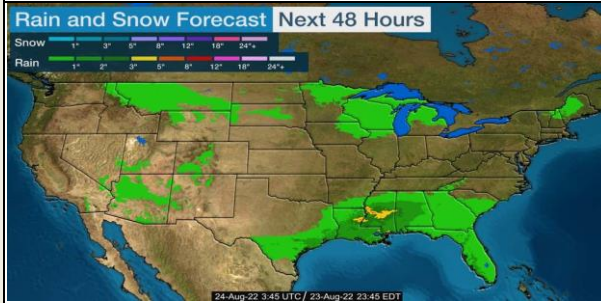 Rain and Snow Forecast Next 48 Hours
Snow
1" 3" 5" 8" 12" 18" 24"+
Rain
1" 2" 3" 5" 8" 12" 18" 24"+
24-Aug-22 3:45 UTC / 23-Aug-22 23:45 EDT